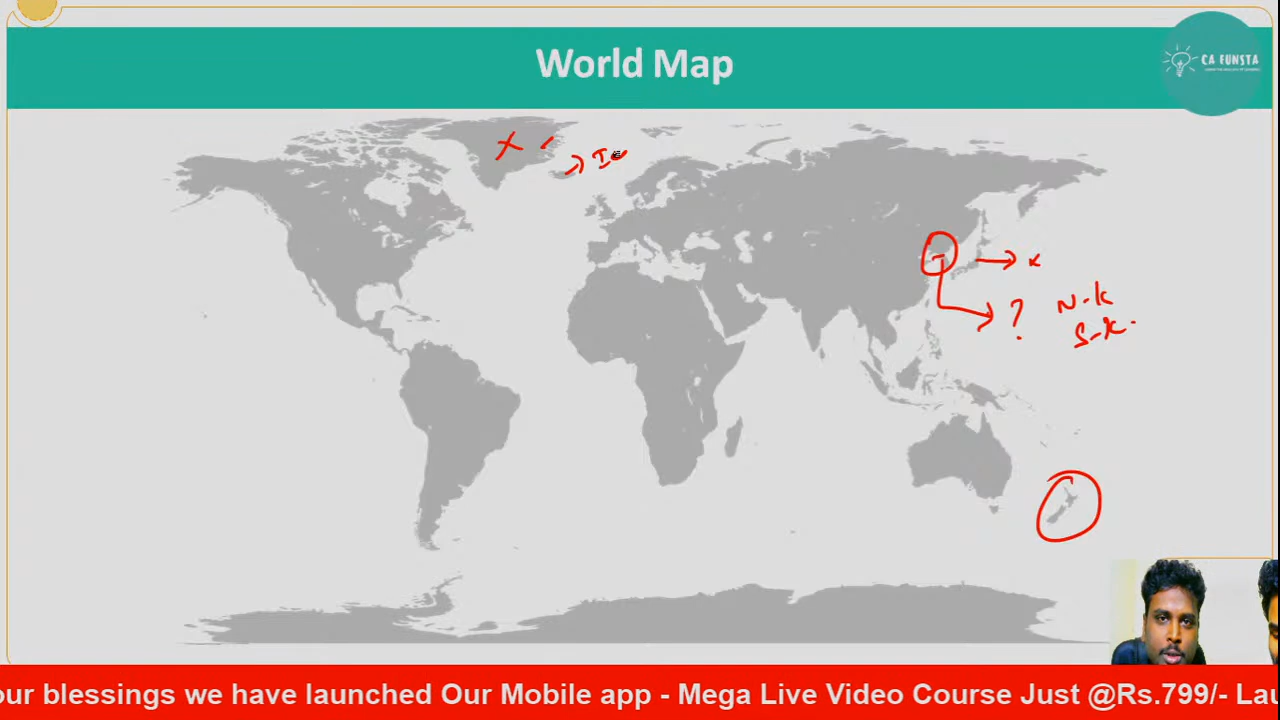 World Map
CA FUNSTA
X
X
?
N-K
S-K
our blessings we have launched Our Mobile app - Mega Live Video Course Just @Rs.799/- Lau